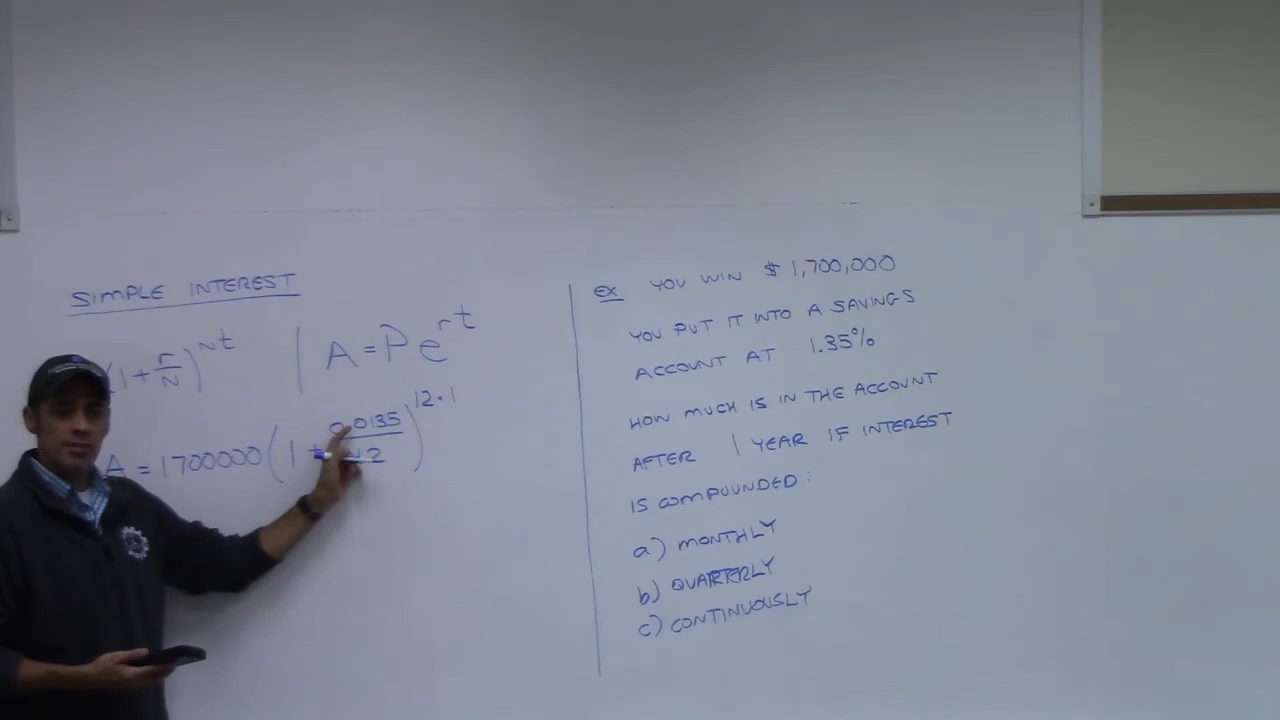 SIMPLE INTEREST
(1+r/N)^Nt | A=Pe^rt
A = 1700000(1+0.0135/12)^12·1
EX YOU WIN $1,700,000
YOU PUT IT INTO A SAVINGS
ACCOUNT AT 1.35%
HOW MUCH IS IN THE ACCOUNT
AFTER 1 YEAR IF INTEREST
IS COMPOUNDED:
a) MONTHLY
b) QUARTERLY
c) CONTINUOUSLY